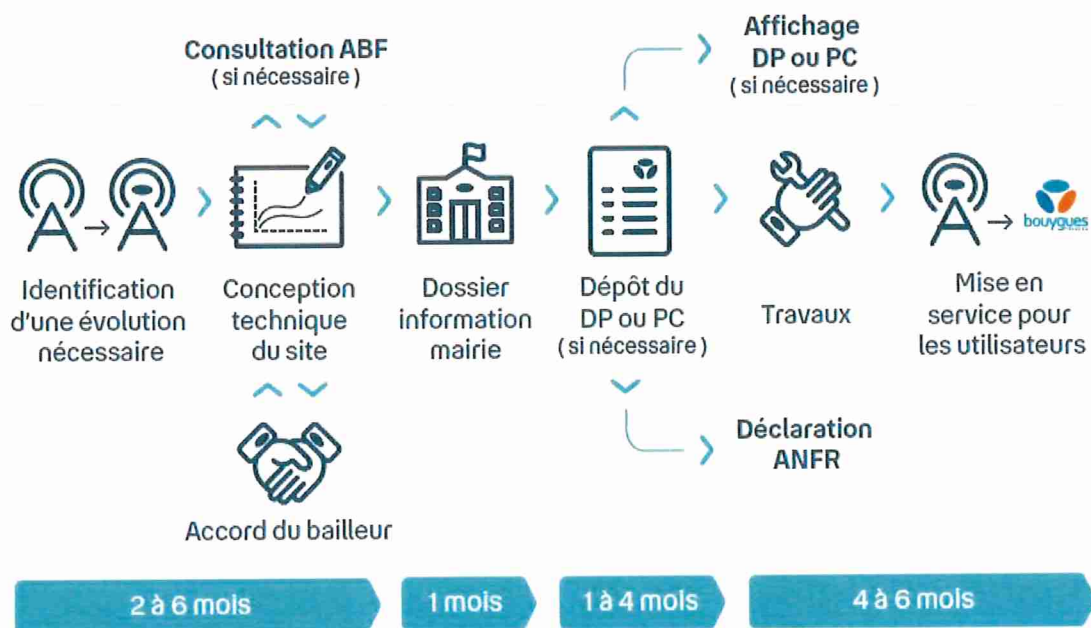 Consultation ABF
( si nécessaire )
Affichage
DP ou PC
( si nécessaire )
bouygues
Identification
d'une évolution
nécessaire
Conception
technique
du site
Dossier
information
mairie
Dépôt du
DP ou PC
( si nécessaire )
Travaux
Mise en
service pour
les utilisateurs
Accord du bailleur
Déclaration
ANFR
2 à 6 mois
1 mois
1 à 4 mois
4 à 6 mois